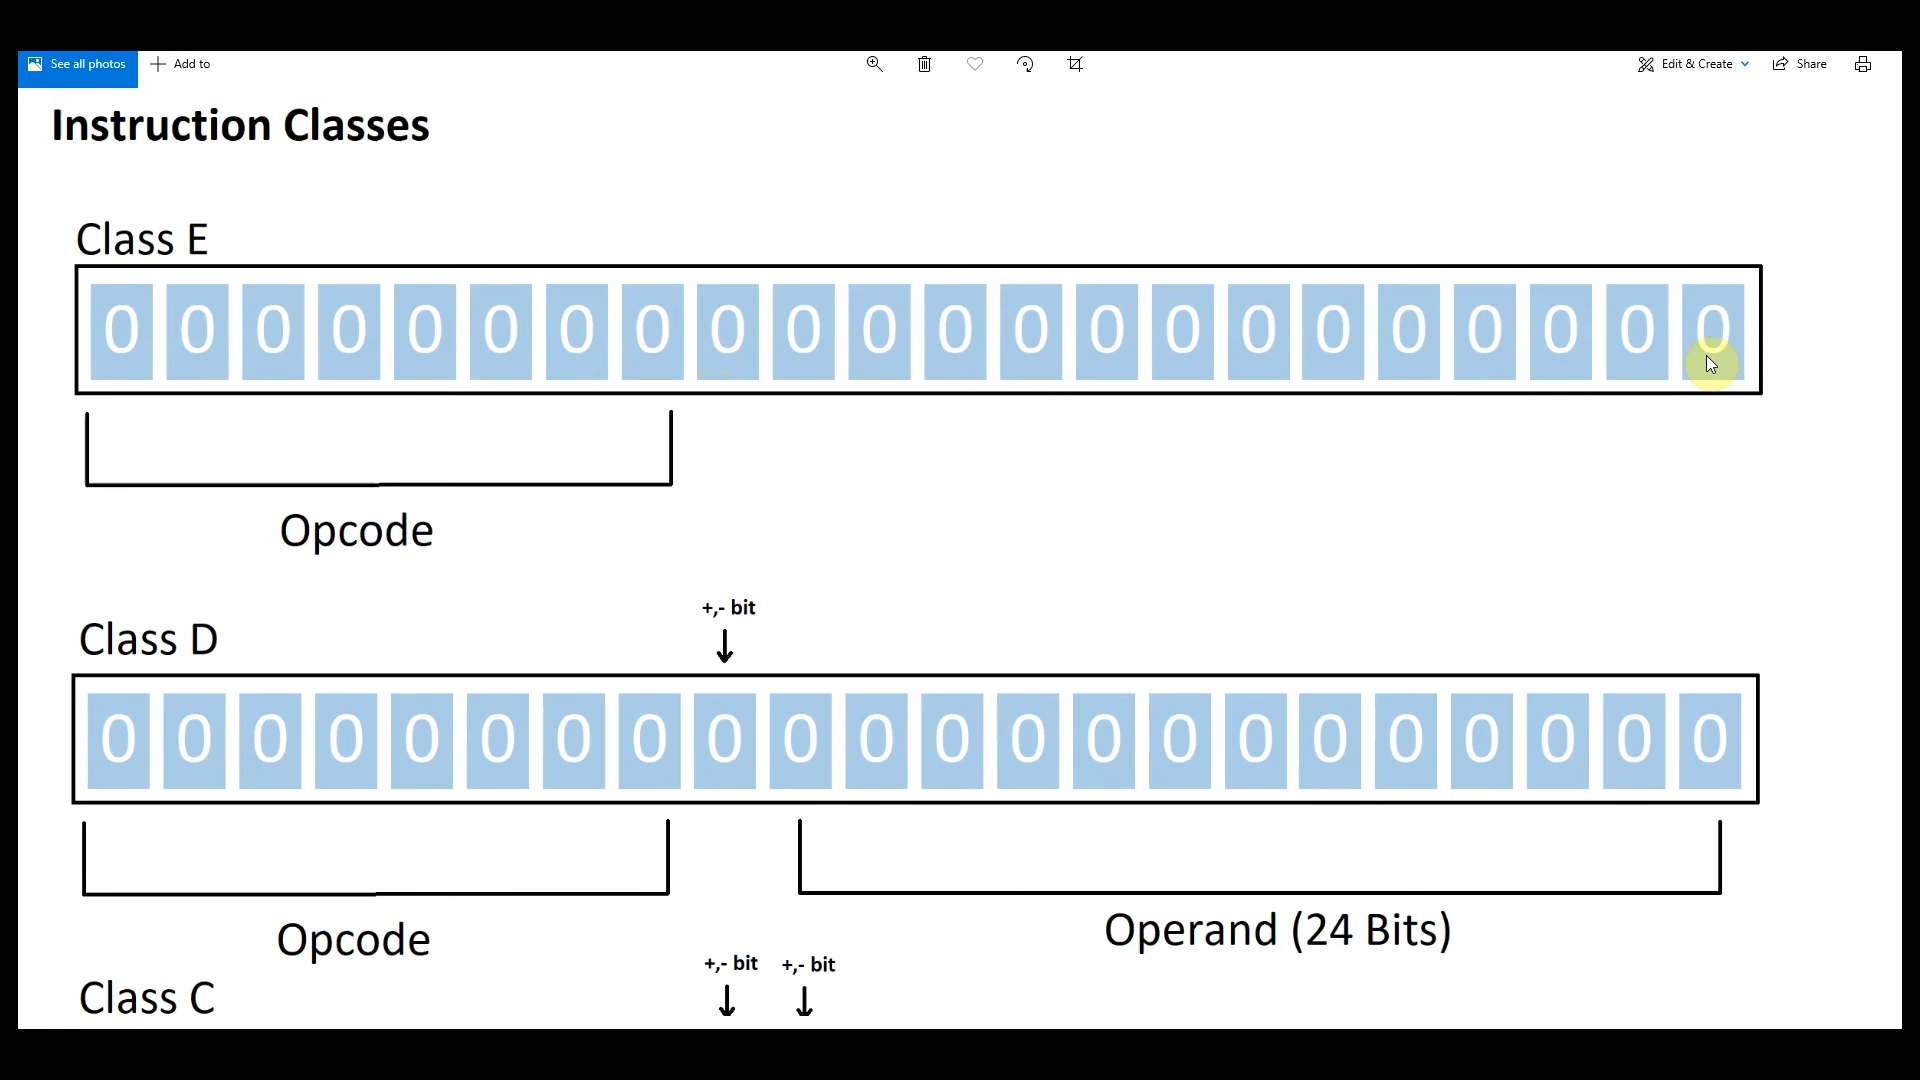 See all photos
Add to
Edit & Create
Share
Instruction Classes
Class E
0 0 0 0 0 0 0 0 0 0 0 0 0 0 0 0 0 0 0 0 0 0
Opcode
+,- bit
Class D
0 0 0 0 0 0 0 0 0 0 0 0 0 0 0 0 0 0 0 0 0 0
Opcode
Operand (24 Bits)
+,- bit +,- bit
Class C